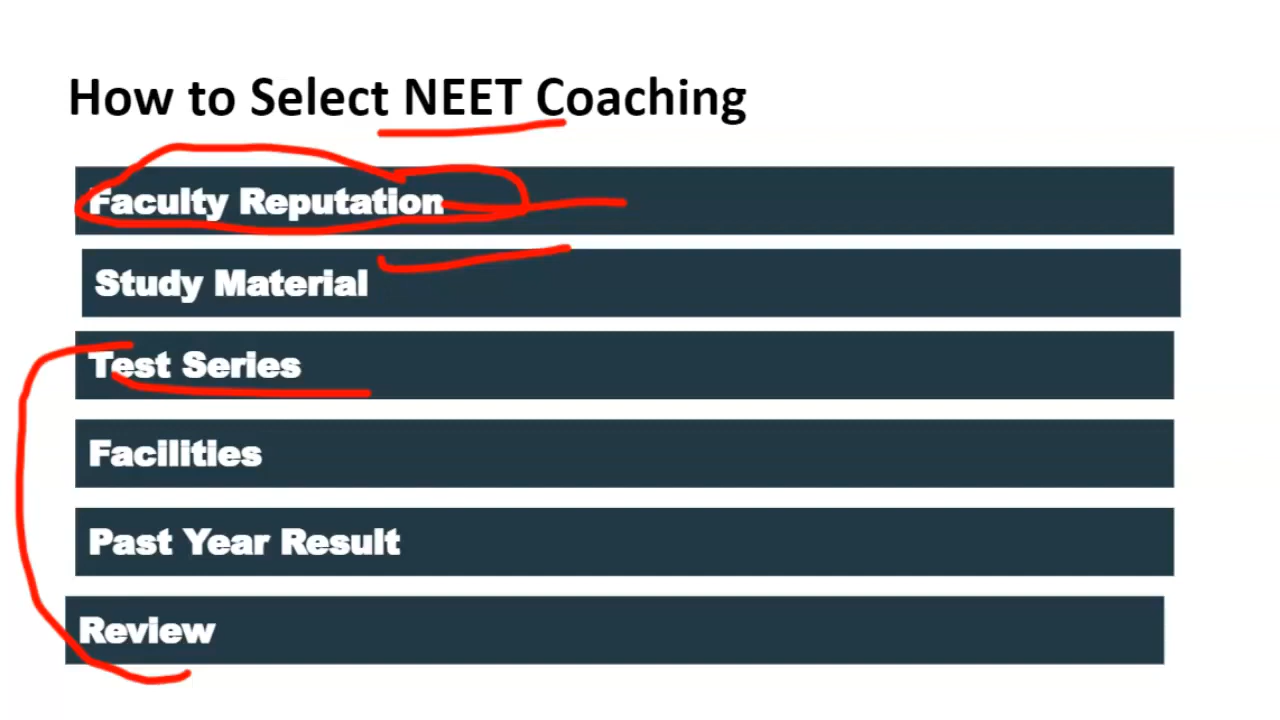 How to Select NEET Coaching
Faculty Reputation
Study Material
Test Series
Facilities
Past Year Result
Review